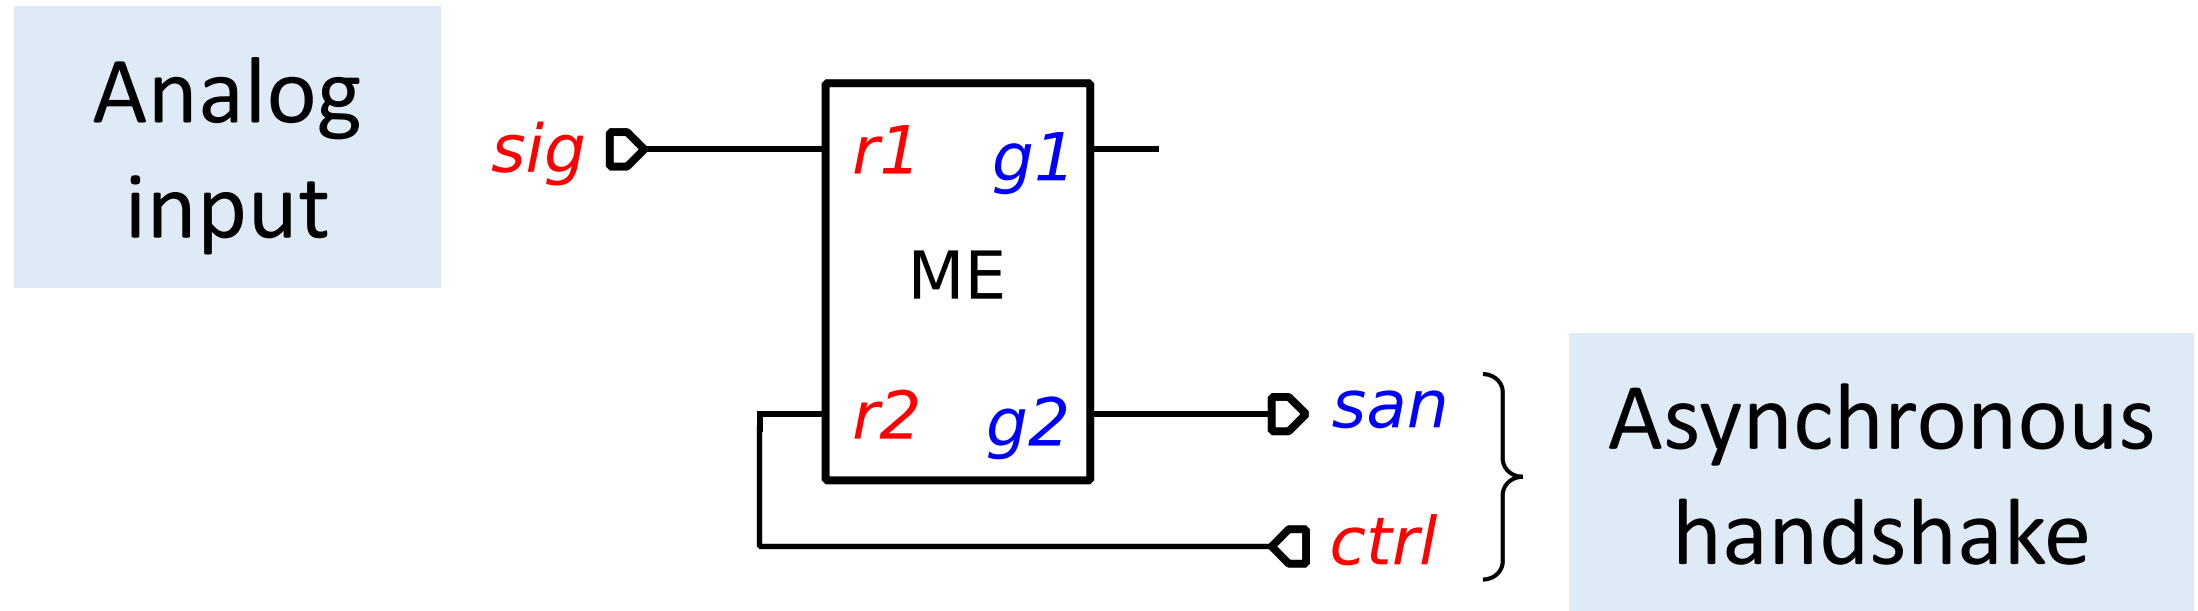 Analog
input
sig
r1
g1
ME
r2
g2
san
ctrl
Asynchronous
handshake